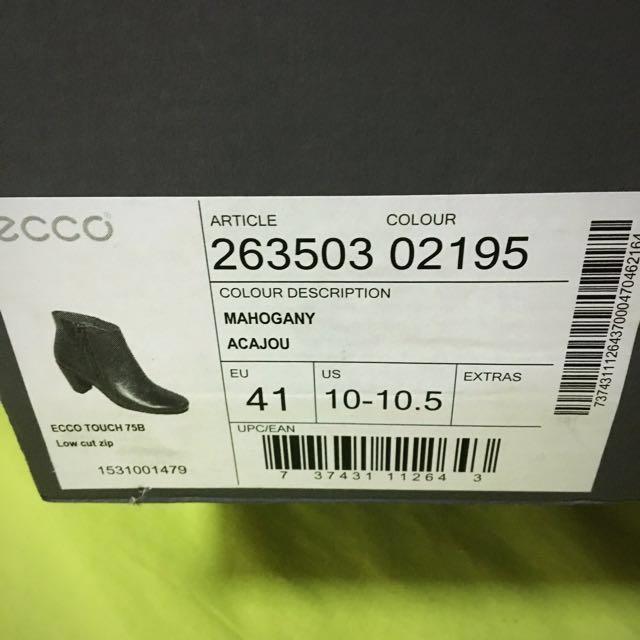 ecco
ARTICLE COLOUR
263503 02195
COLOUR DESCRIPTION
MAHOGANY
ACAJOU
EU US EXTRAS
41 10-10.5
ECCO TOUCH 75B
Low cut zip
1531001479
UPC/EAN
7 37431 11264 3
7374311126437000470462164